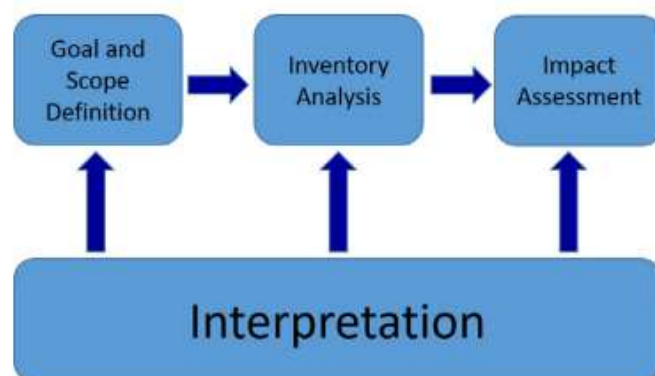 Goal and
Scope
Definition
Inventory
Analysis
Impact
Assessment
Interpretation